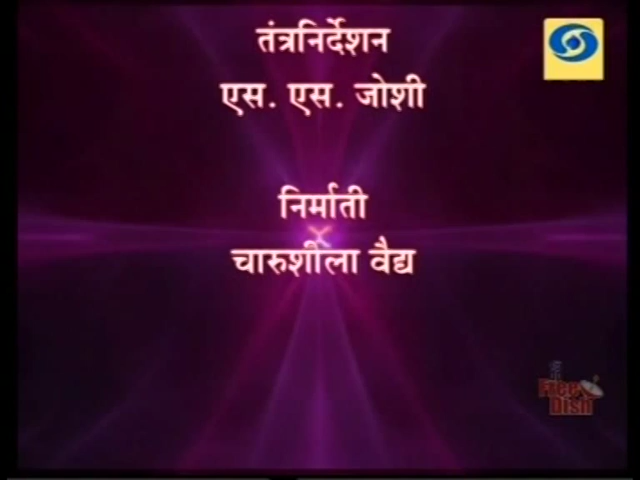 तंत्रनिर्देशन
एस. एस. जोशी
निर्माती
चारुशीला वैद्य
Free
Dish